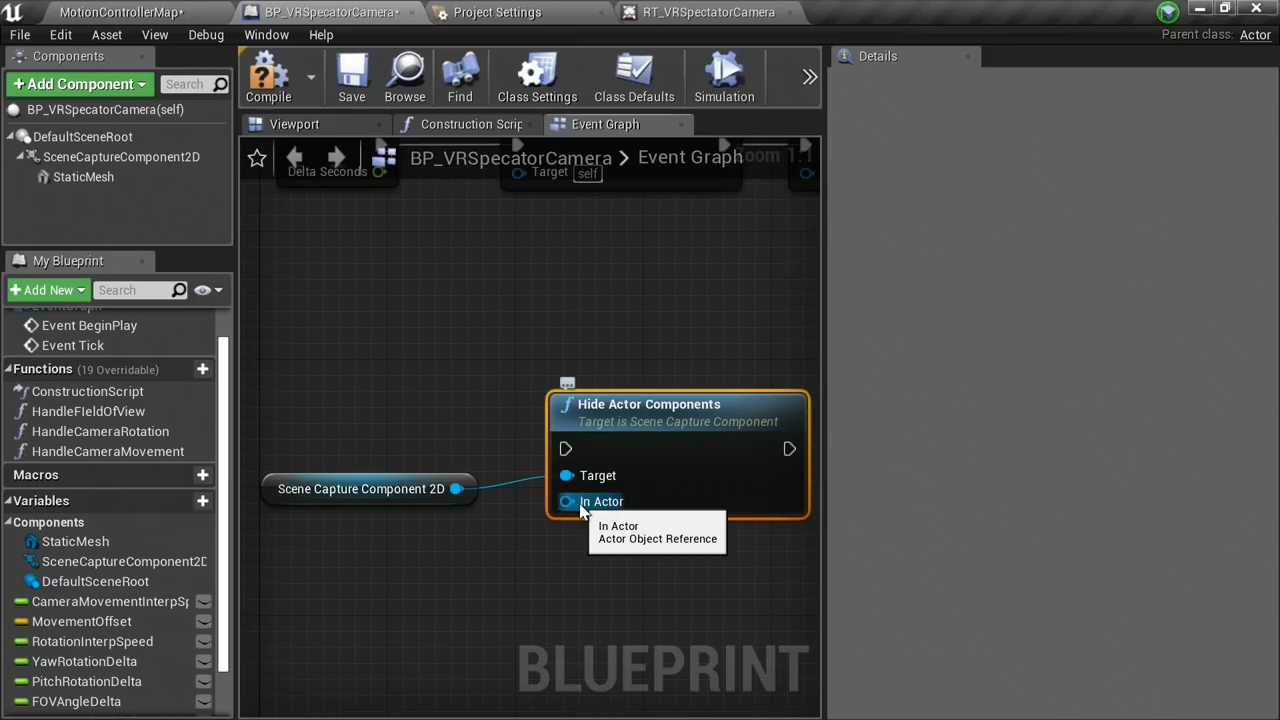 MotionControllerMap*
BP_VRSpecatorCamera*
Project Settings
RT_VRSpectatorCamera
File Edit Asset View Debug Window Help
Parent class: Actor
Components
+Add Component
Search
BP_VRSpecatorCamera(self)
DefaultSceneRoot
SceneCaptureComponent2D
StaticMesh
Compile
Save
Browse
Find
Class Settings
Class Defaults
Simulation
Viewport
Construction Scrip
Event Graph
BP_VRSpecatorCamera > Event Graph
Zoom 1:1
Delta Seconds
Target self
My Blueprint
+Add New
Search
EventGraph
Event BeginPlay
Event Tick
Functions (19 Overridable)
ConstructionScript
HandleFIeldOfView
HandleCameraRotation
HandleCameraMovement
Macros
Variables
Components
StaticMesh
SceneCaptureComponent2D
DefaultSceneRoot
CameraMovementInterpSp
MovementOffset
RotationInterpSpeed
YawRotationDelta
PitchRotationDelta
FOVAngleDelta
Hide Actor Components
Target is Scene Capture Component
Target
In Actor
Scene Capture Component 2D
In Actor
Actor Object Reference
BLUEPRINT
Details